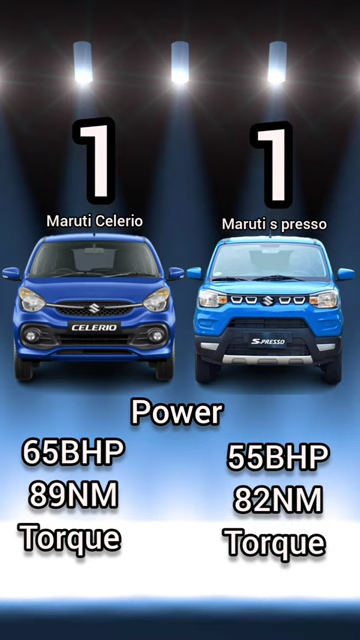 1 1
Maruti Celerio Maruti s presso
CELERIO S-PRESSO
Power
65BHP 55BHP
89NM 82NM
Torque Torque